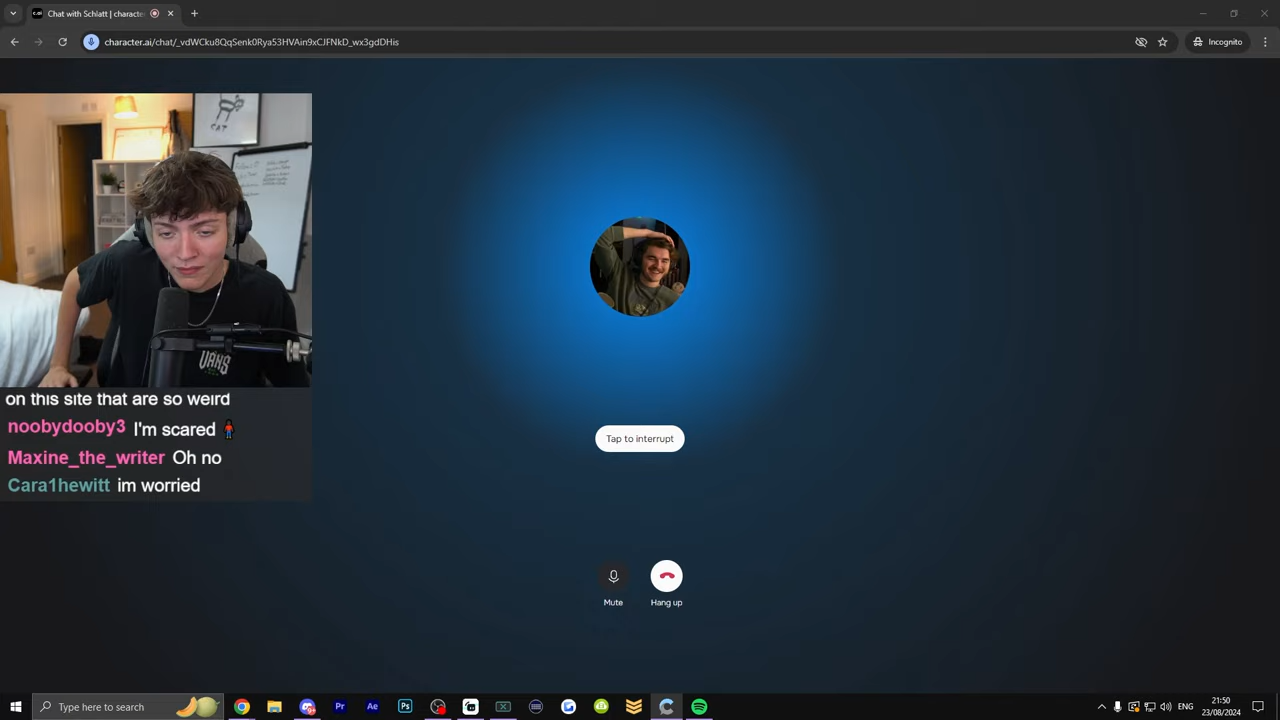 Chat with Schlatt | characte
character.ai/chat/_vdWCku8QqSenk0Rya53HVAin9xCJFNkD_wx3gdDHis
Incognito
CAT
VANS
on this site that are so weird
noobydooby3 I'm scared
Maxine_the_writer Oh no
Cara1hewitt im worried
Tap to interrupt
Mute
Hang up
Type here to search
ENG
21:50
23/08/2024